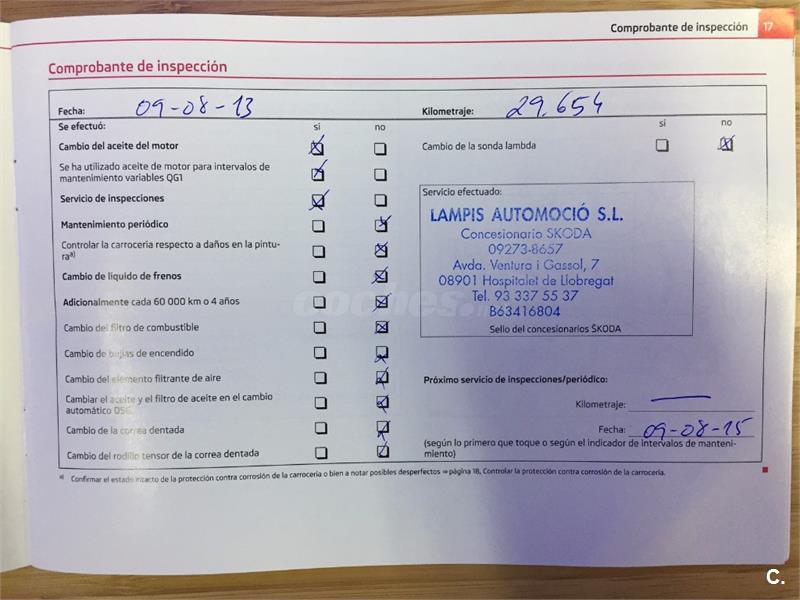 Comprobante de inspección 17
Comprobante de inspección
Fecha: 09-08-13 Kilometraje: 29.654
Se efectuó: si no si no
Cambio del aceite del motor
Cambio de la sonda lambda
Se ha utilizado aceite de motor para intervalos de
mantenimiento variables QG1
Servicio de inspecciones
Mantenimiento periódico
Controlar la carrocería respecto a daños en la pintu-
ra a)
Cambio de líquido de frenos
Adicionalmente cada 60 000 km o 4 años
Cambio del filtro de combustible
Cambio de bujías de encendido
Cambio del elemento filtrante de aire
Cambiar el aceite y el filtro de aceite en el cambio
automático DSG
Cambio de la correa dentada
Cambio del rodillo tensor de la correa dentada
Servicio efectuado:
LAMPIS AUTOMOCIÓ S.L.
Concesionario SKODA
09273-8657
Avda. Ventura i Gassol, 7
08901 Hospitalet de Llobregat
Tel. 93 337 55 37
B63416804
Sello del concesionarios ŠKODA
Próximo servicio de inspecciones/periódico:
Kilometraje: —
Fecha: 09-08-15
(según lo primero que toque o según el indicador de intervalos de manteni-
miento)
a) Confirmar el estado intacto de la protección contra corrosión de la carrocería o bien a notar posibles desperfectos ⇒ página 18, Controlar la protección contra corrosión de la carrocería.
coches.
C.